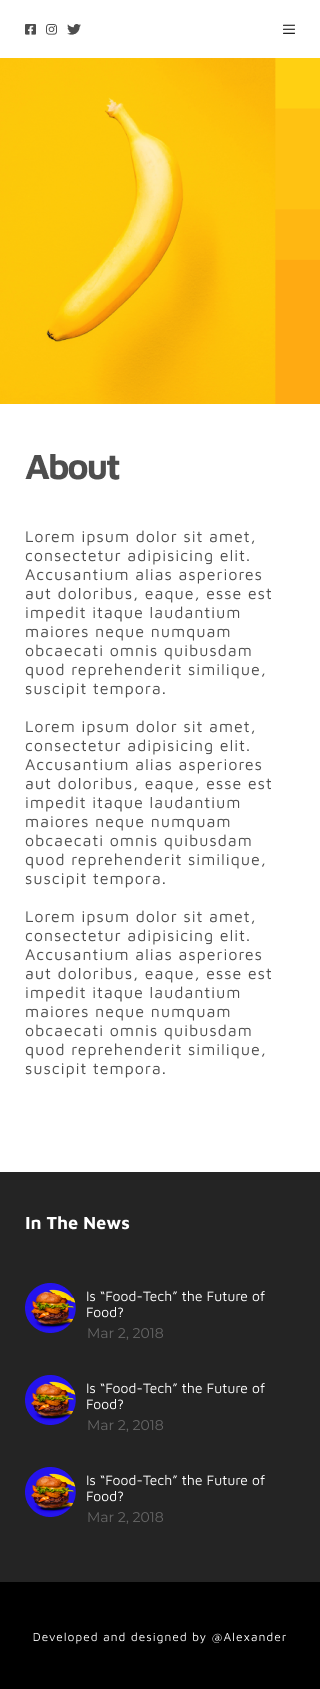 About
Lorem ipsum dolor sit amet,
consectetur adipisicing elit.
Accusantium alias asperiores
aut doloribus, eaque, esse est
impedit itaque laudantium
maiores neque numquam
obcaecati omnis quibusdam
quod reprehenderit similique,
suscipit tempora.
Lorem ipsum dolor sit amet,
consectetur adipisicing elit.
Accusantium alias asperiores
aut doloribus, eaque, esse est
impedit itaque laudantium
maiores neque numquam
obcaecati omnis quibusdam
quod reprehenderit similique,
suscipit tempora.
Lorem ipsum dolor sit amet,
consectetur adipisicing elit.
Accusantium alias asperiores
aut doloribus, eaque, esse est
impedit itaque laudantium
maiores neque numquam
obcaecati omnis quibusdam
quod reprehenderit similique,
suscipit tempora.
In The News
Is “Food-Tech” the Future of
Food?
Mar 2, 2018
Is “Food-Tech” the Future of
Food?
Mar 2, 2018
Is “Food-Tech” the Future of
Food?
Mar 2, 2018
Developed and designed by @Alexander